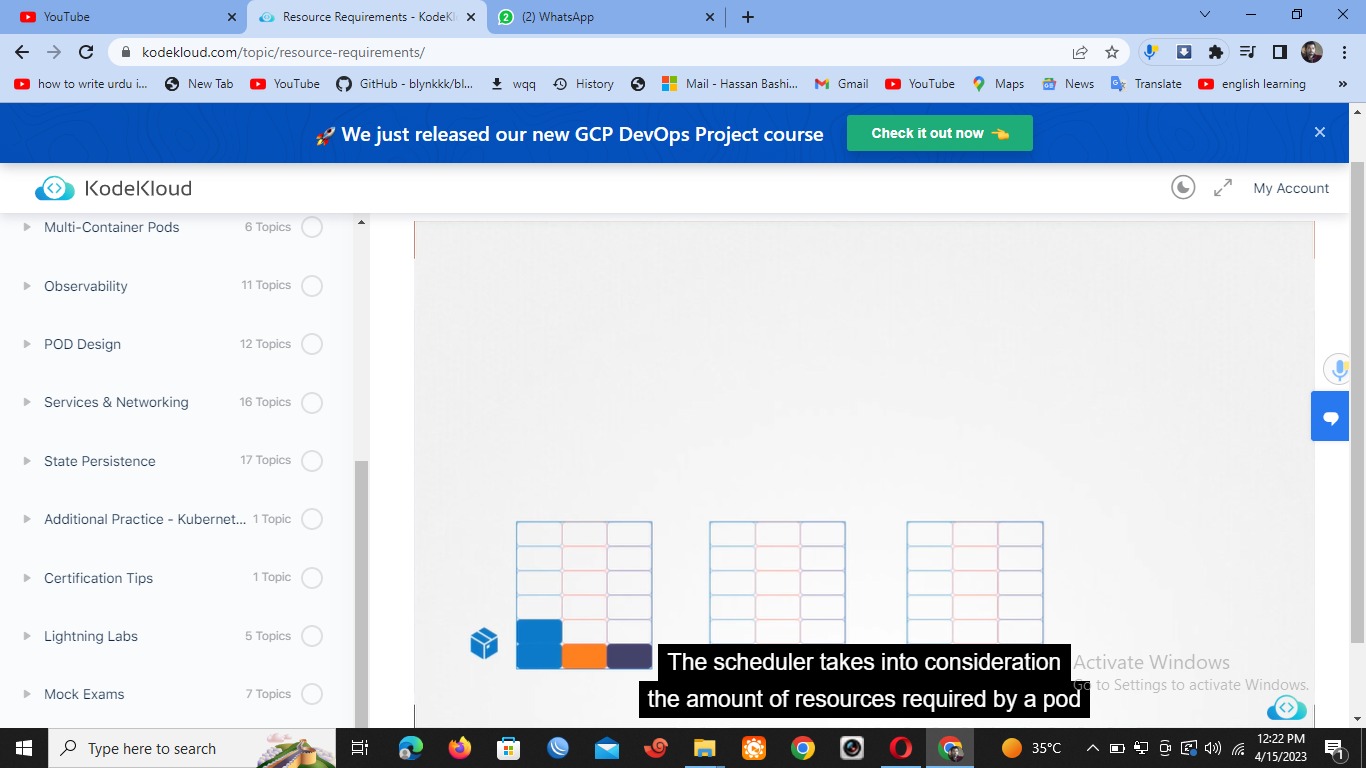 YouTube
Resource Requirements - KodeKl
(2) WhatsApp
kodekloud.com/topic/resource-requirements/
how to write urdu i...
New Tab
YouTube
GitHub - blynkkk/bl...
wqq
History
Mail - Hassan Bashi...
Gmail
YouTube
Maps
News
Translate
english learning
We just released our new GCP DevOps Project course
Check it out now
KodeKloud
My Account
Multi-Container Pods 6 Topics
Observability 11 Topics
POD Design 12 Topics
Services & Networking 16 Topics
State Persistence 17 Topics
Additional Practice - Kubernet... 1 Topic
Certification Tips 1 Topic
Lightning Labs 5 Topics
Mock Exams 7 Topics
The scheduler takes into consideration
the amount of resources required by a pod
Activate Windows
Go to Settings to activate Windows.
Type here to search
35°C
12:22 PM
4/15/2023
1